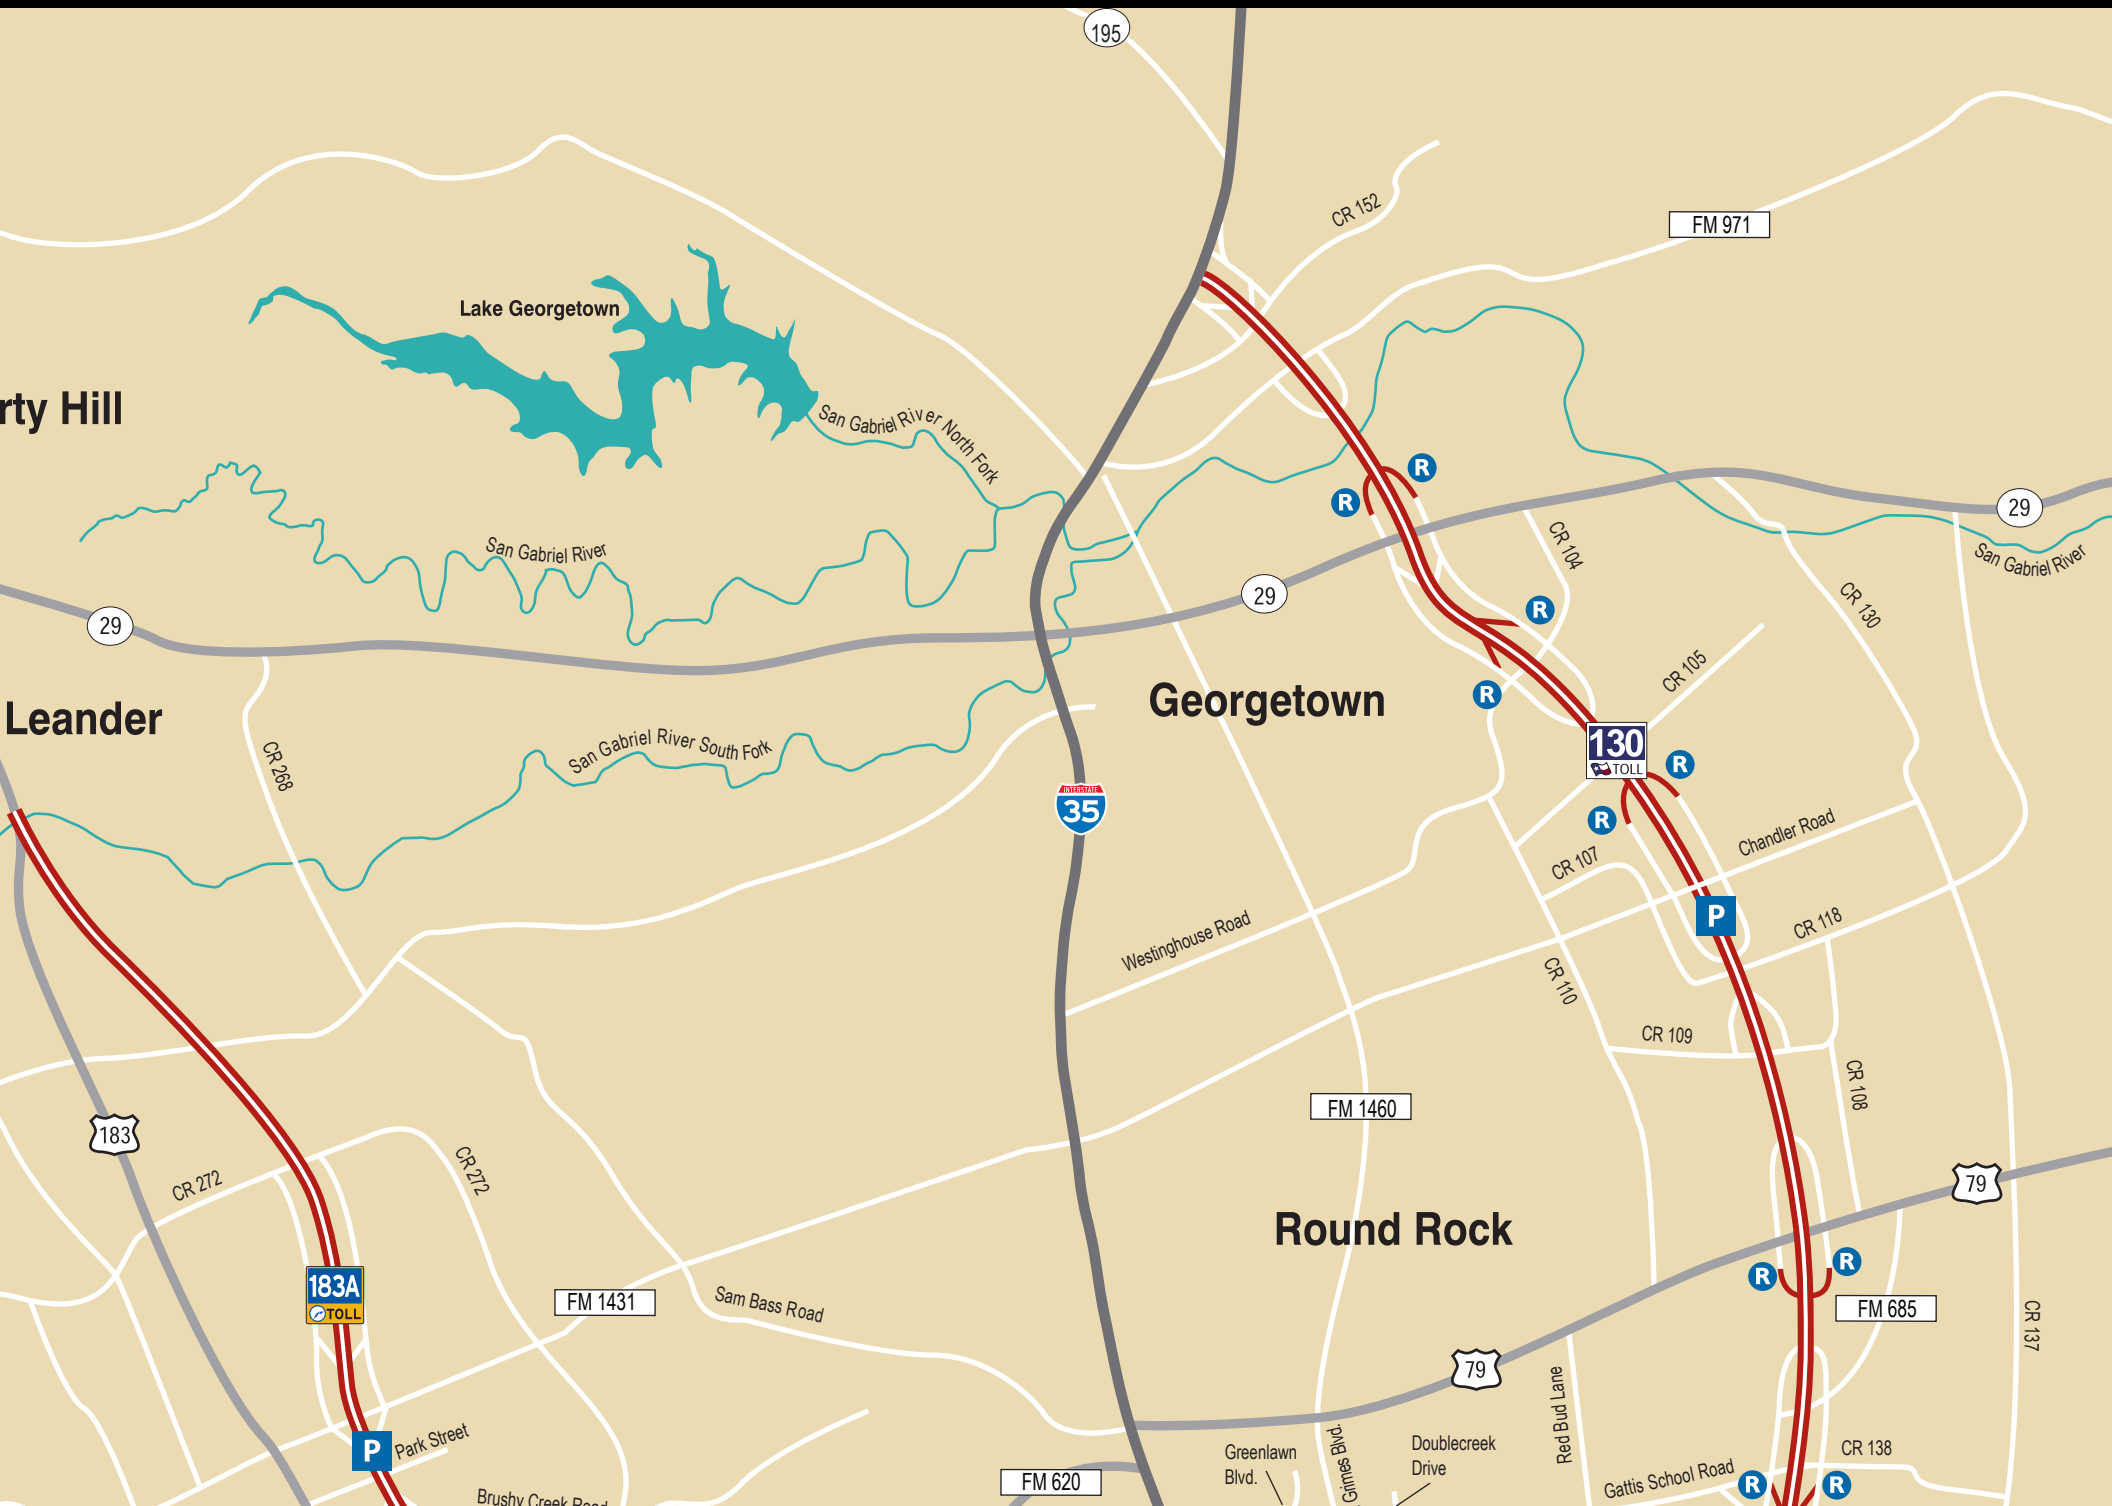 195
CR 152
FM 971
Lake Georgetown
rty Hill
San Gabriel River North Fork
R
R
29
CR 104
San Gabriel River
San Gabriel River
29
29
R
CR 130
CR 105
R
Georgetown
Leander
San Gabriel River South Fork
CR 268
130
TOLL
R
INTERSTATE
35
R
Chandler Road
CR 107
P
CR 118
Westinghouse Road
CR 110
CR 109
CR 108
FM 1460
183
CR 272
CR 272
79
Round Rock
R
R
183A
TOLL
FM 1431
Sam Bass Road
FM 685
CR 137
79
Red Bud Lane
P
Park Street
Greenlawn
Blvd.
Grimes Blvd.
Doublecreek
Drive
CR 138
FM 620
Gattis School Road
R
R
Brushy Creek Road